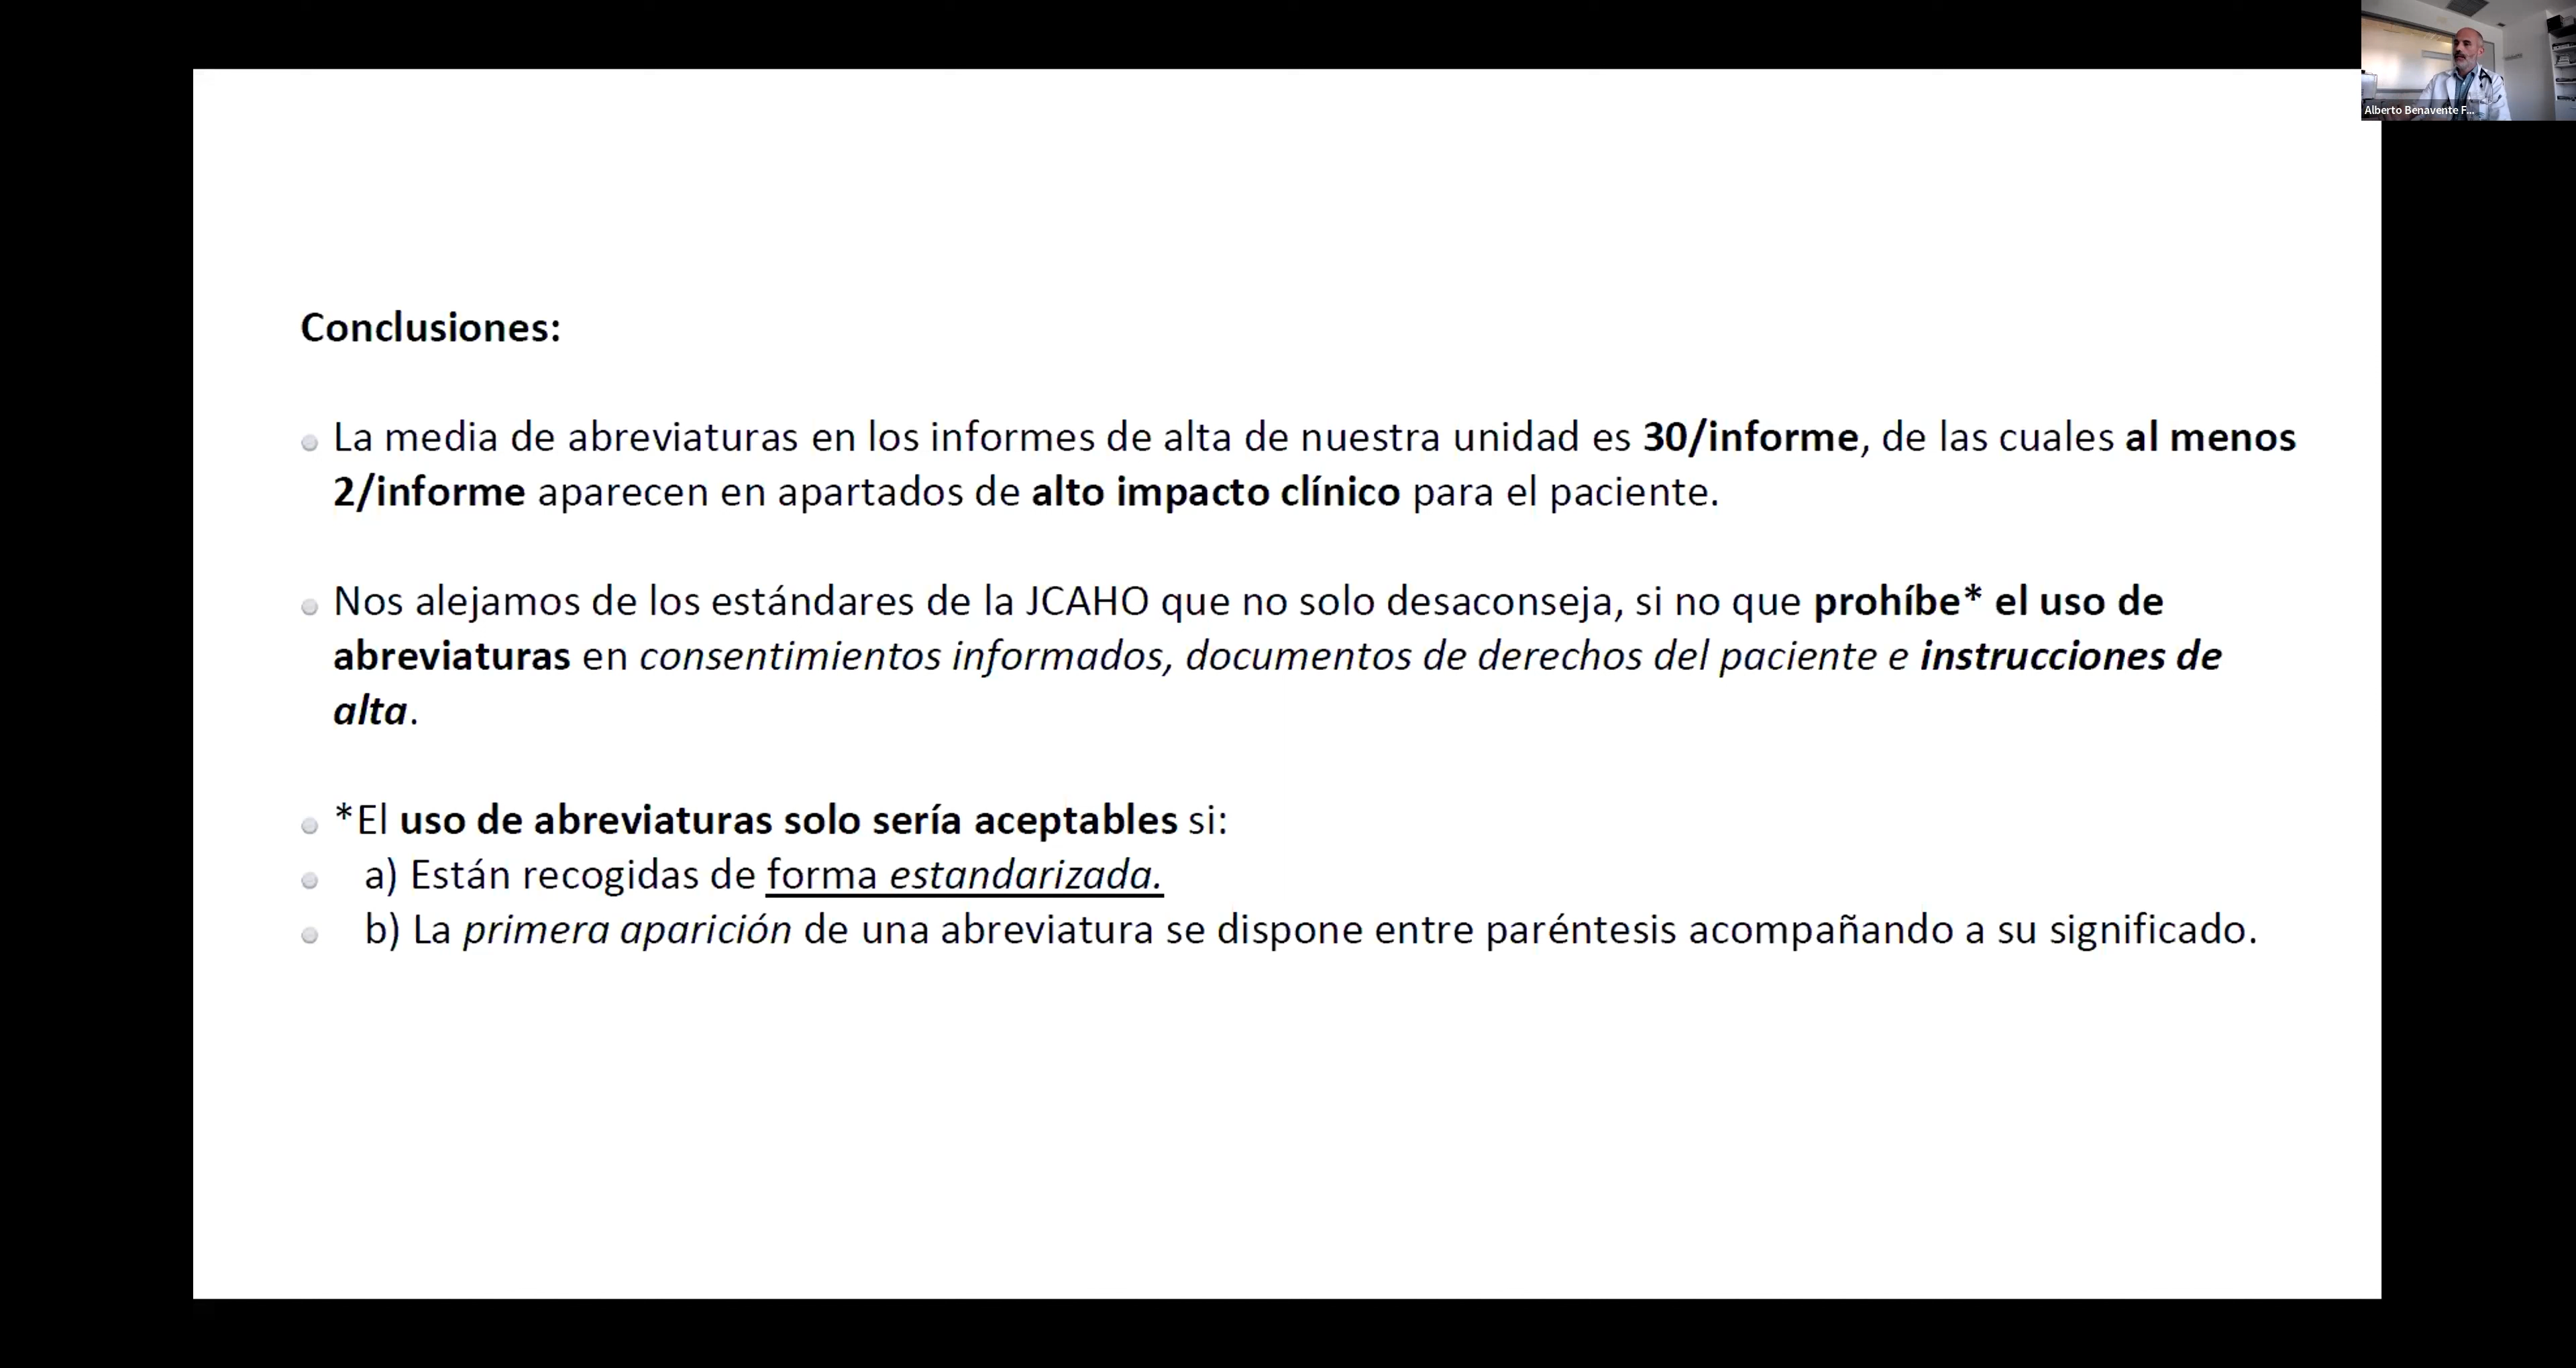 Alberto Benavente F...
Conclusiones:
La media de abreviaturas en los informes de alta de nuestra unidad es 30/informe, de las cuales al menos
2/informe aparecen en apartados de alto impacto clínico para el paciente.
Nos alejamos de los estándares de la JCAHO que no solo desaconseja, si no que prohíbe* el uso de
abreviaturas en consentimientos informados, documentos de derechos del paciente e instrucciones de
alta.
*El uso de abreviaturas solo sería aceptables si:
a) Están recogidas de forma estandarizada.
b) La primera aparición de una abreviatura se dispone entre paréntesis acompañando a su significado.